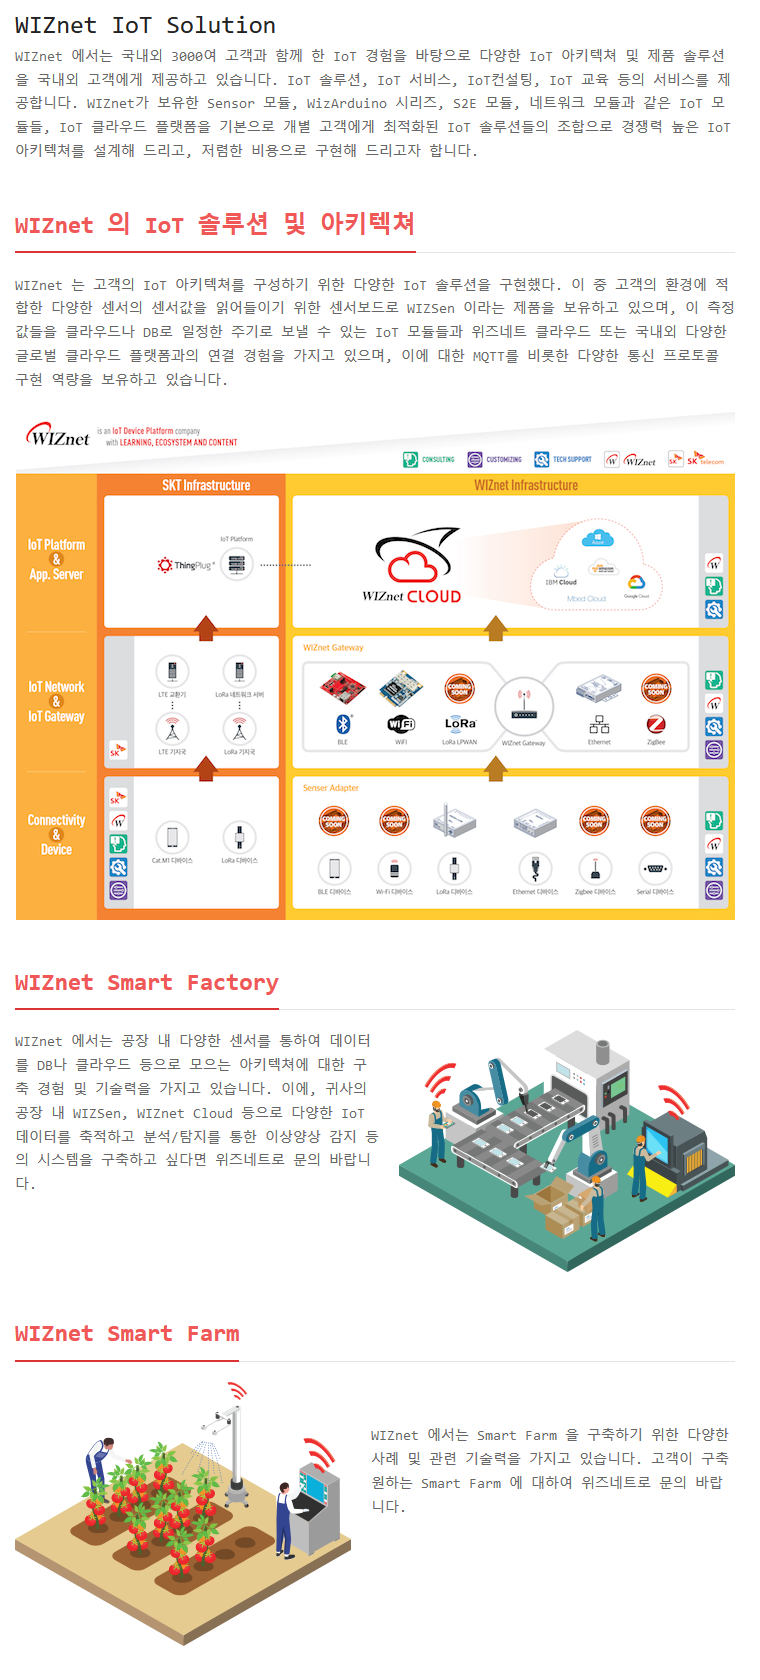 WIZnet IoT Solution
WIZnet 에서는 국내외 3000여 고객과 함께 한 IoT 경험을 바탕으로 다양한 IoT 아키텍쳐 및 제품 솔루션
을 국내외 고객에게 제공하고 있습니다. IoT 솔루션, IoT 서비스, IoT컨설팅, IoT 교육 등의 서비스를 제
공합니다. WIZnet가 보유한 Sensor 모듈, WizArduino 시리즈, S2E 모듈, 네트워크 모듈과 같은 IoT 모
듈들, IoT 클라우드 플랫폼을 기본으로 개별 고객에게 최적화된 IoT 솔루션들의 조합으로 경쟁력 높은 IoT
아키텍쳐를 설계해 드리고, 저렴한 비용으로 구현해 드리고자 합니다.
WIZnet 의 IoT 솔루션 및 아키텍쳐
WIZnet 는 고객의 IoT 아키텍쳐를 구성하기 위한 다양한 IoT 솔루션을 구현했다. 이 중 고객의 환경에 적
합한 다양한 센서의 센서값을 읽어들이기 위한 센서보드로 WIZSen 이라는 제품을 보유하고 있으며, 이 측정
값들을 클라우드나 DB로 일정한 주기로 보낼 수 있는 IoT 모듈들과 위즈네트 클라우드 또는 국내외 다양한
글로벌 클라우드 플랫폼과의 연결 경험을 가지고 있으며, 이에 대한 MQTT를 비롯한 다양한 통신 프로토콜
구현 역량을 보유하고 있습니다.
WIZnet is an IoT Device Platform company
with LEARNING, ECOSYSTEM AND CONTENT
CONSULTING CUSTOMIZING TECH SUPPORT W WIZnet SK SK telecom
SKT Infrastructure WIZnet Infrastructure
IoT Platform
&
App. Server
IoT Platform
ThingPlug
WIZnet CLOUD
Azure
IBM Cloud
Google Cloud
Mbed Cloud
IoT Network
&
IoT Gateway
LTE 교환기 LoRa 네트워크 서버
LTE 기지국 LoRa 기지국
SK
WIZnet Gateway
COMING SOON COMING SOON
BLE WiFi LoRa LPWAN WIZnet Gateway Ethernet ZigBee
Connectivity
&
Device
SK
W
Cat.M1 디바이스 LoRa 디바이스
Senser Adapter
COMING SOON COMING SOON COMING SOON COMING SOON
BLE 디바이스 Wi-Fi 디바이스 LoRa 디바이스 Ethernet 디바이스 Zigbee 디바이스 Serial 디바이스
WIZnet Smart Factory
WIZnet 에서는 공장 내 다양한 센서를 통하여 데이터
를 DB나 클라우드 등으로 모으는 아키텍쳐에 대한 구
축 경험 및 기술력을 가지고 있습니다. 이에, 귀사의
공장 내 WIZSen, WIZnet Cloud 등으로 다양한 IoT
데이터를 축적하고 분석/탐지를 통한 이상양상 감지 등
의 시스템을 구축하고 싶다면 위즈네트로 문의 바랍니
다.
WIZnet Smart Farm
WIZnet 에서는 Smart Farm 을 구축하기 위한 다양한
사례 및 관련 기술력을 가지고 있습니다. 고객이 구축
원하는 Smart Farm 에 대하여 위즈네트로 문의 바랍
니다.